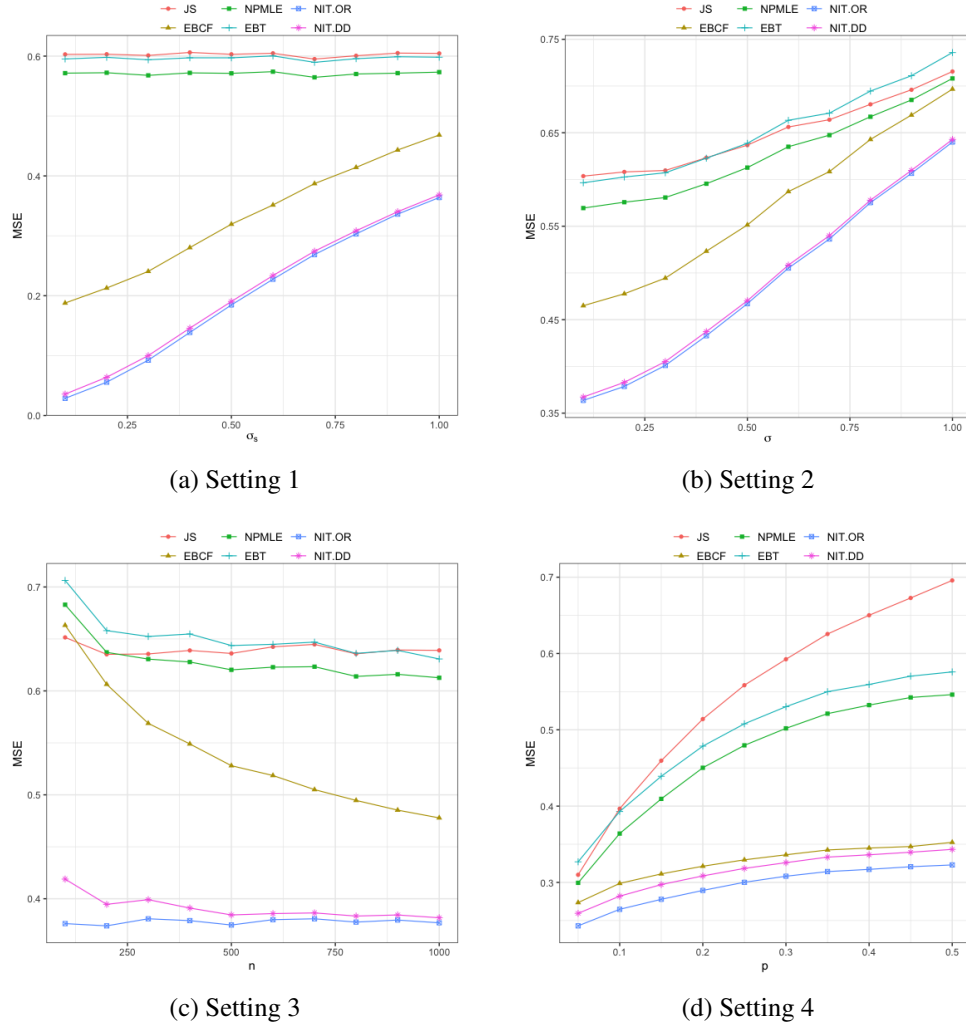 JS NPMLE NIT.OR
EBCF EBT NIT.DD
MSE
0.6
0.4
0.2
0.0
0.25 0.50 0.75 1.00
σs
(a) Setting 1
JS NPMLE NIT.OR
EBCF EBT NIT.DD
MSE
0.75
0.65
0.55
0.45
0.35
0.25 0.50 0.75 1.00
σ
(b) Setting 2
JS NPMLE NIT.OR
EBCF EBT NIT.DD
MSE
0.7
0.6
0.5
0.4
250 500 750 1000
n
(c) Setting 3
JS NPMLE NIT.OR
EBCF EBT NIT.DD
MSE
0.7
0.6
0.5
0.4
0.3
0.1 0.2 0.3 0.4 0.5
p
(d) Setting 4